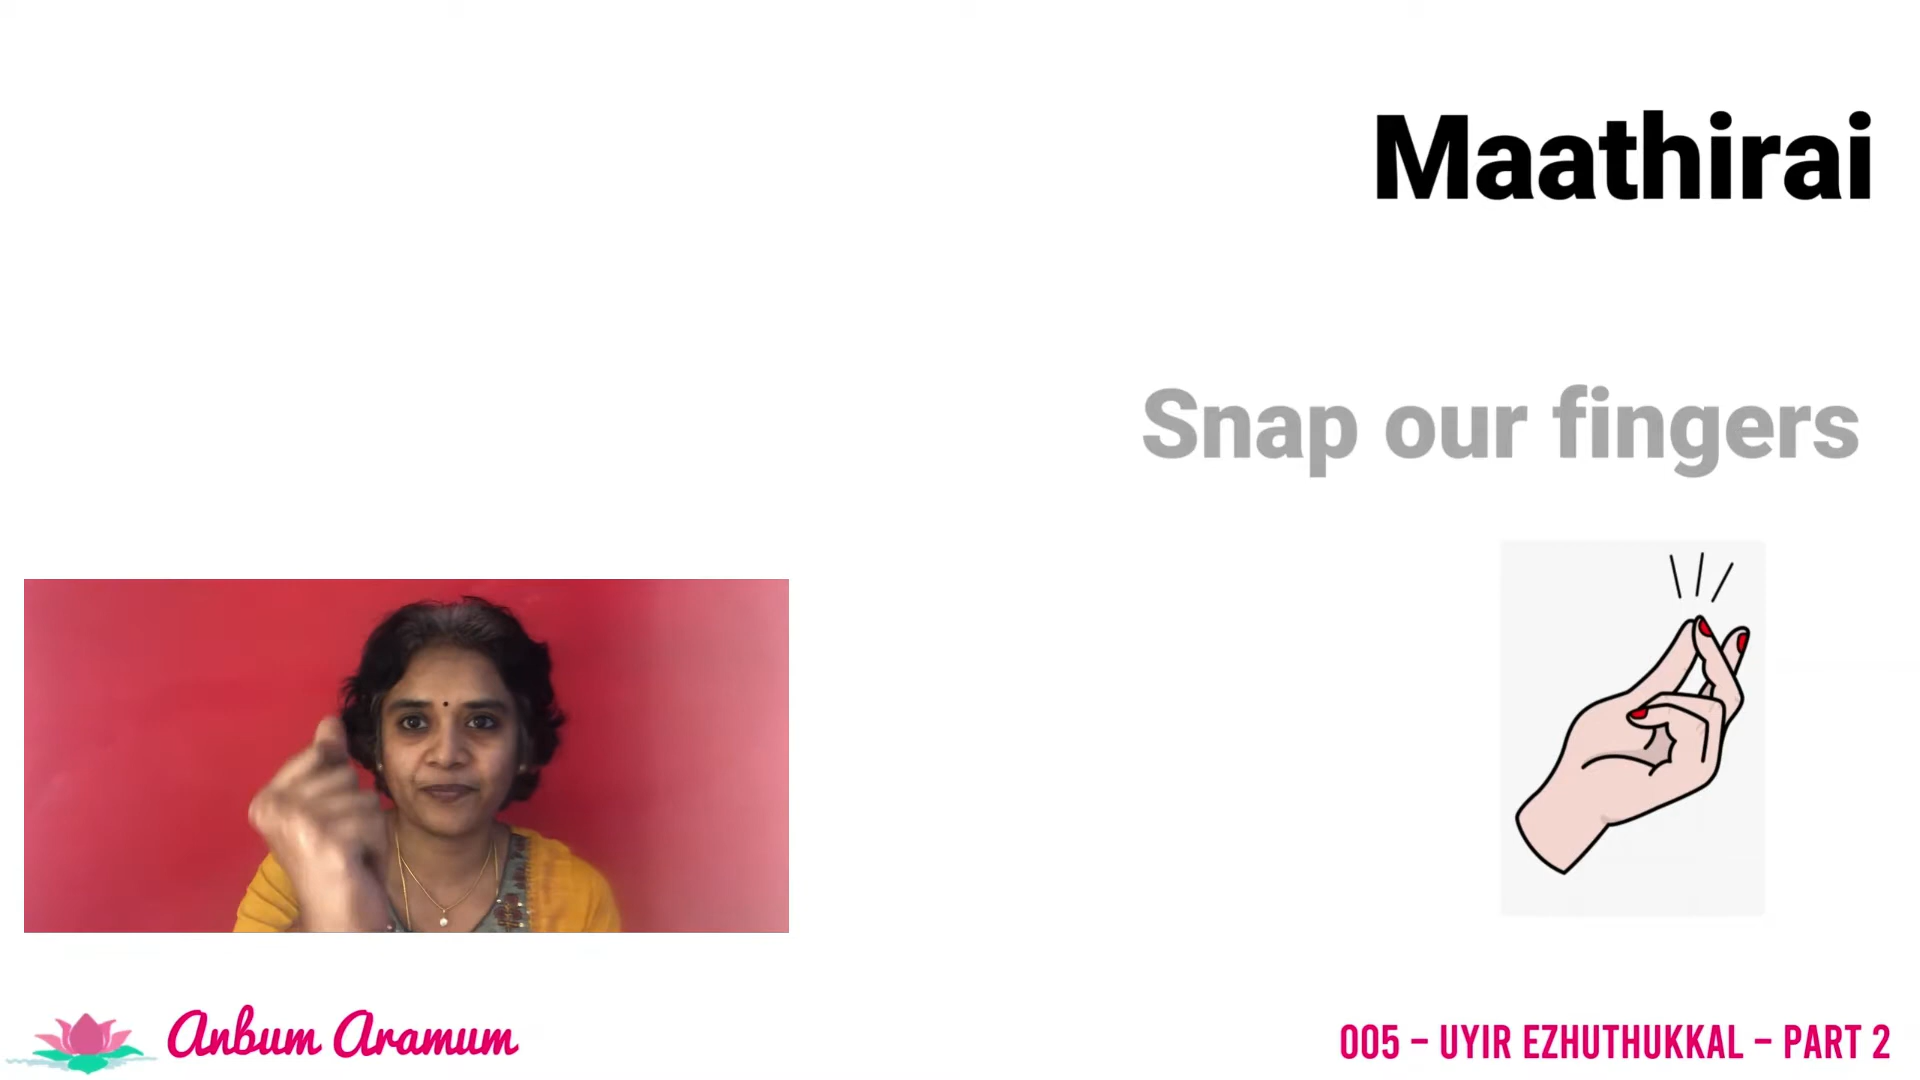 Maathirai
Snap our fingers
Anbum Aramum
005 – UYIR EZHUTHUKKAL – PART 2